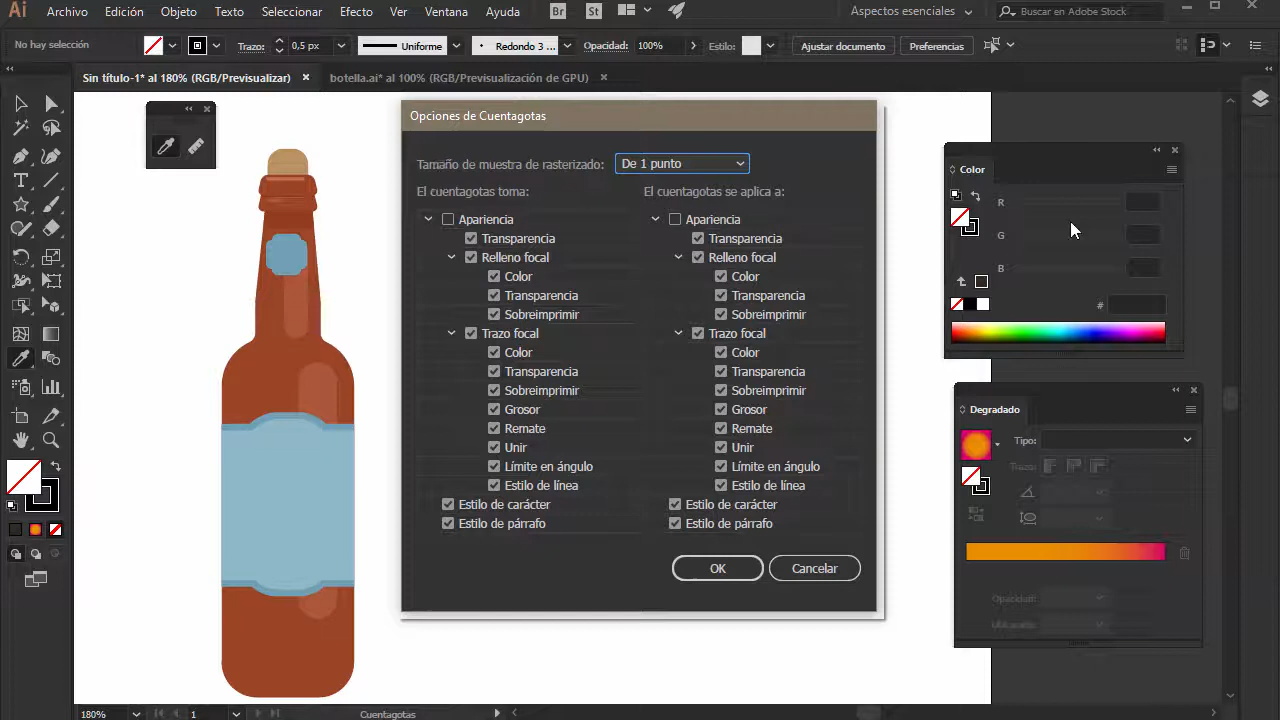 Ai Archivo Edición Objeto Texto Seleccionar Efecto Ver Ventana Ayuda Br St Aspectos esenciales Buscar en Adobe Stock
No hay selección Trazo: 0,5 px Uniforme Redondo 3 ... Opacidad: 100% Estilo: Ajustar documento Preferencias
Sin título-1* al 180% (RGB/Previsualizar) botella.ai* al 100% (RGB/Previsualización de GPU)
Opciones de Cuentagotas
Tamaño de muestra de rasterizado: De 1 punto
El cuentagotas toma: El cuentagotas se aplica a:
Apariencia Apariencia
Transparencia Transparencia
Relleno focal Relleno focal
Color Color
Transparencia Transparencia
Sobreimprimir Sobreimprimir
Trazo focal Trazo focal
Color Color
Transparencia Transparencia
Sobreimprimir Sobreimprimir
Grosor Grosor
Remate Remate
Unir Unir
Límite en ángulo Límite en ángulo
Estilo de línea Estilo de línea
Estilo de carácter Estilo de carácter
Estilo de párrafo Estilo de párrafo
OK Cancelar
Color
R
G
B
#
Degradado
Tipo:
Trazo:
Opacidad:
Ubicación:
180% 1 Cuentagotas